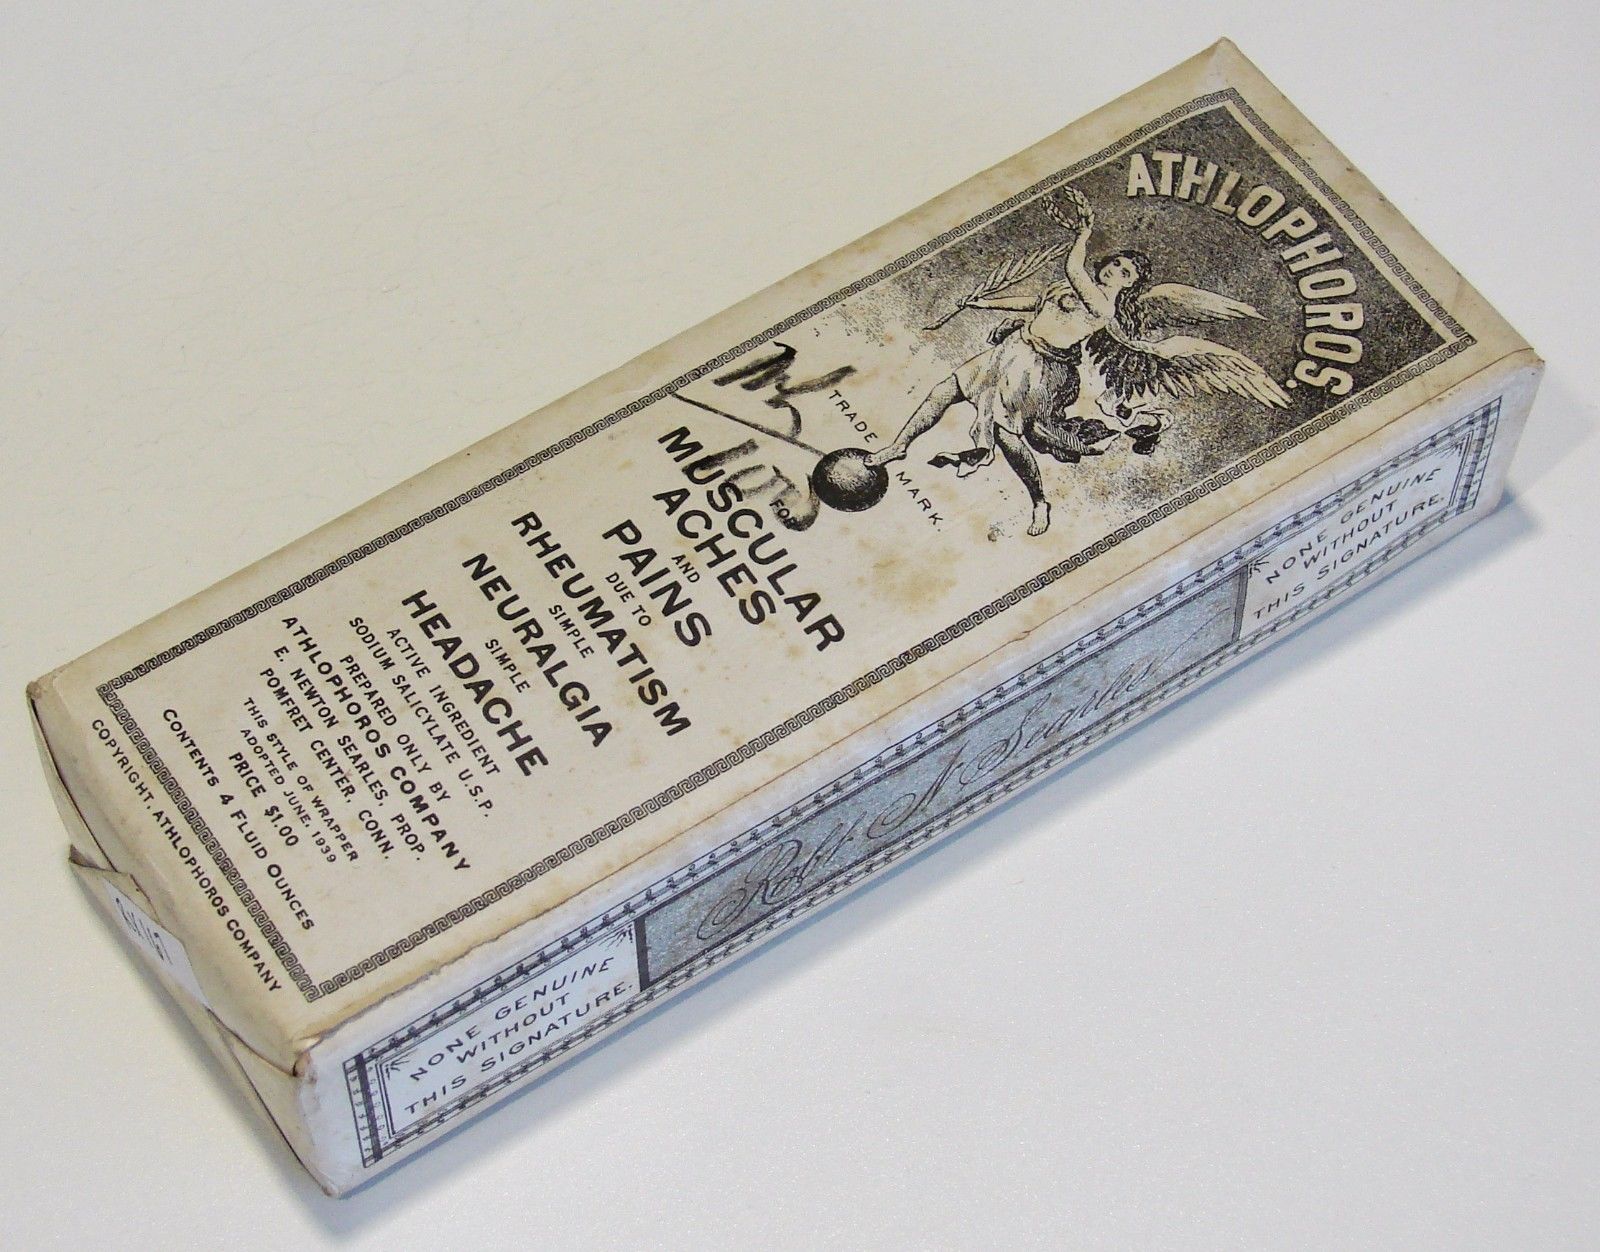 ATHLOPHOROS.
TRADE MARK.
FOR
MUSCULAR
ACHES
AND
PAINS
DUE TO
SIMPLE
RHEUMATISM
SIMPLE
NEURALGIA
HEADACHE
ACTIVE INGREDIENT
SODIUM SALICYLATE U.S.P.
PREPARED ONLY BY
ATHLOPHOROS COMPANY
E. NEWTON SEARLES, PROP.
POMFRET CENTER, CONN.
THIS STYLE OF WRAPPER
ADOPTED JUNE, 1939
PRICE $1.00
CONTENTS 4 FLUID OUNCES
COPYRIGHT, ATHLOPHOROS COMPANY
NONE GENUINE
WITHOUT
THIS SIGNATURE.
Robt. N. Searles
NONE GENUINE
WITHOUT
THIS SIGNATURE.